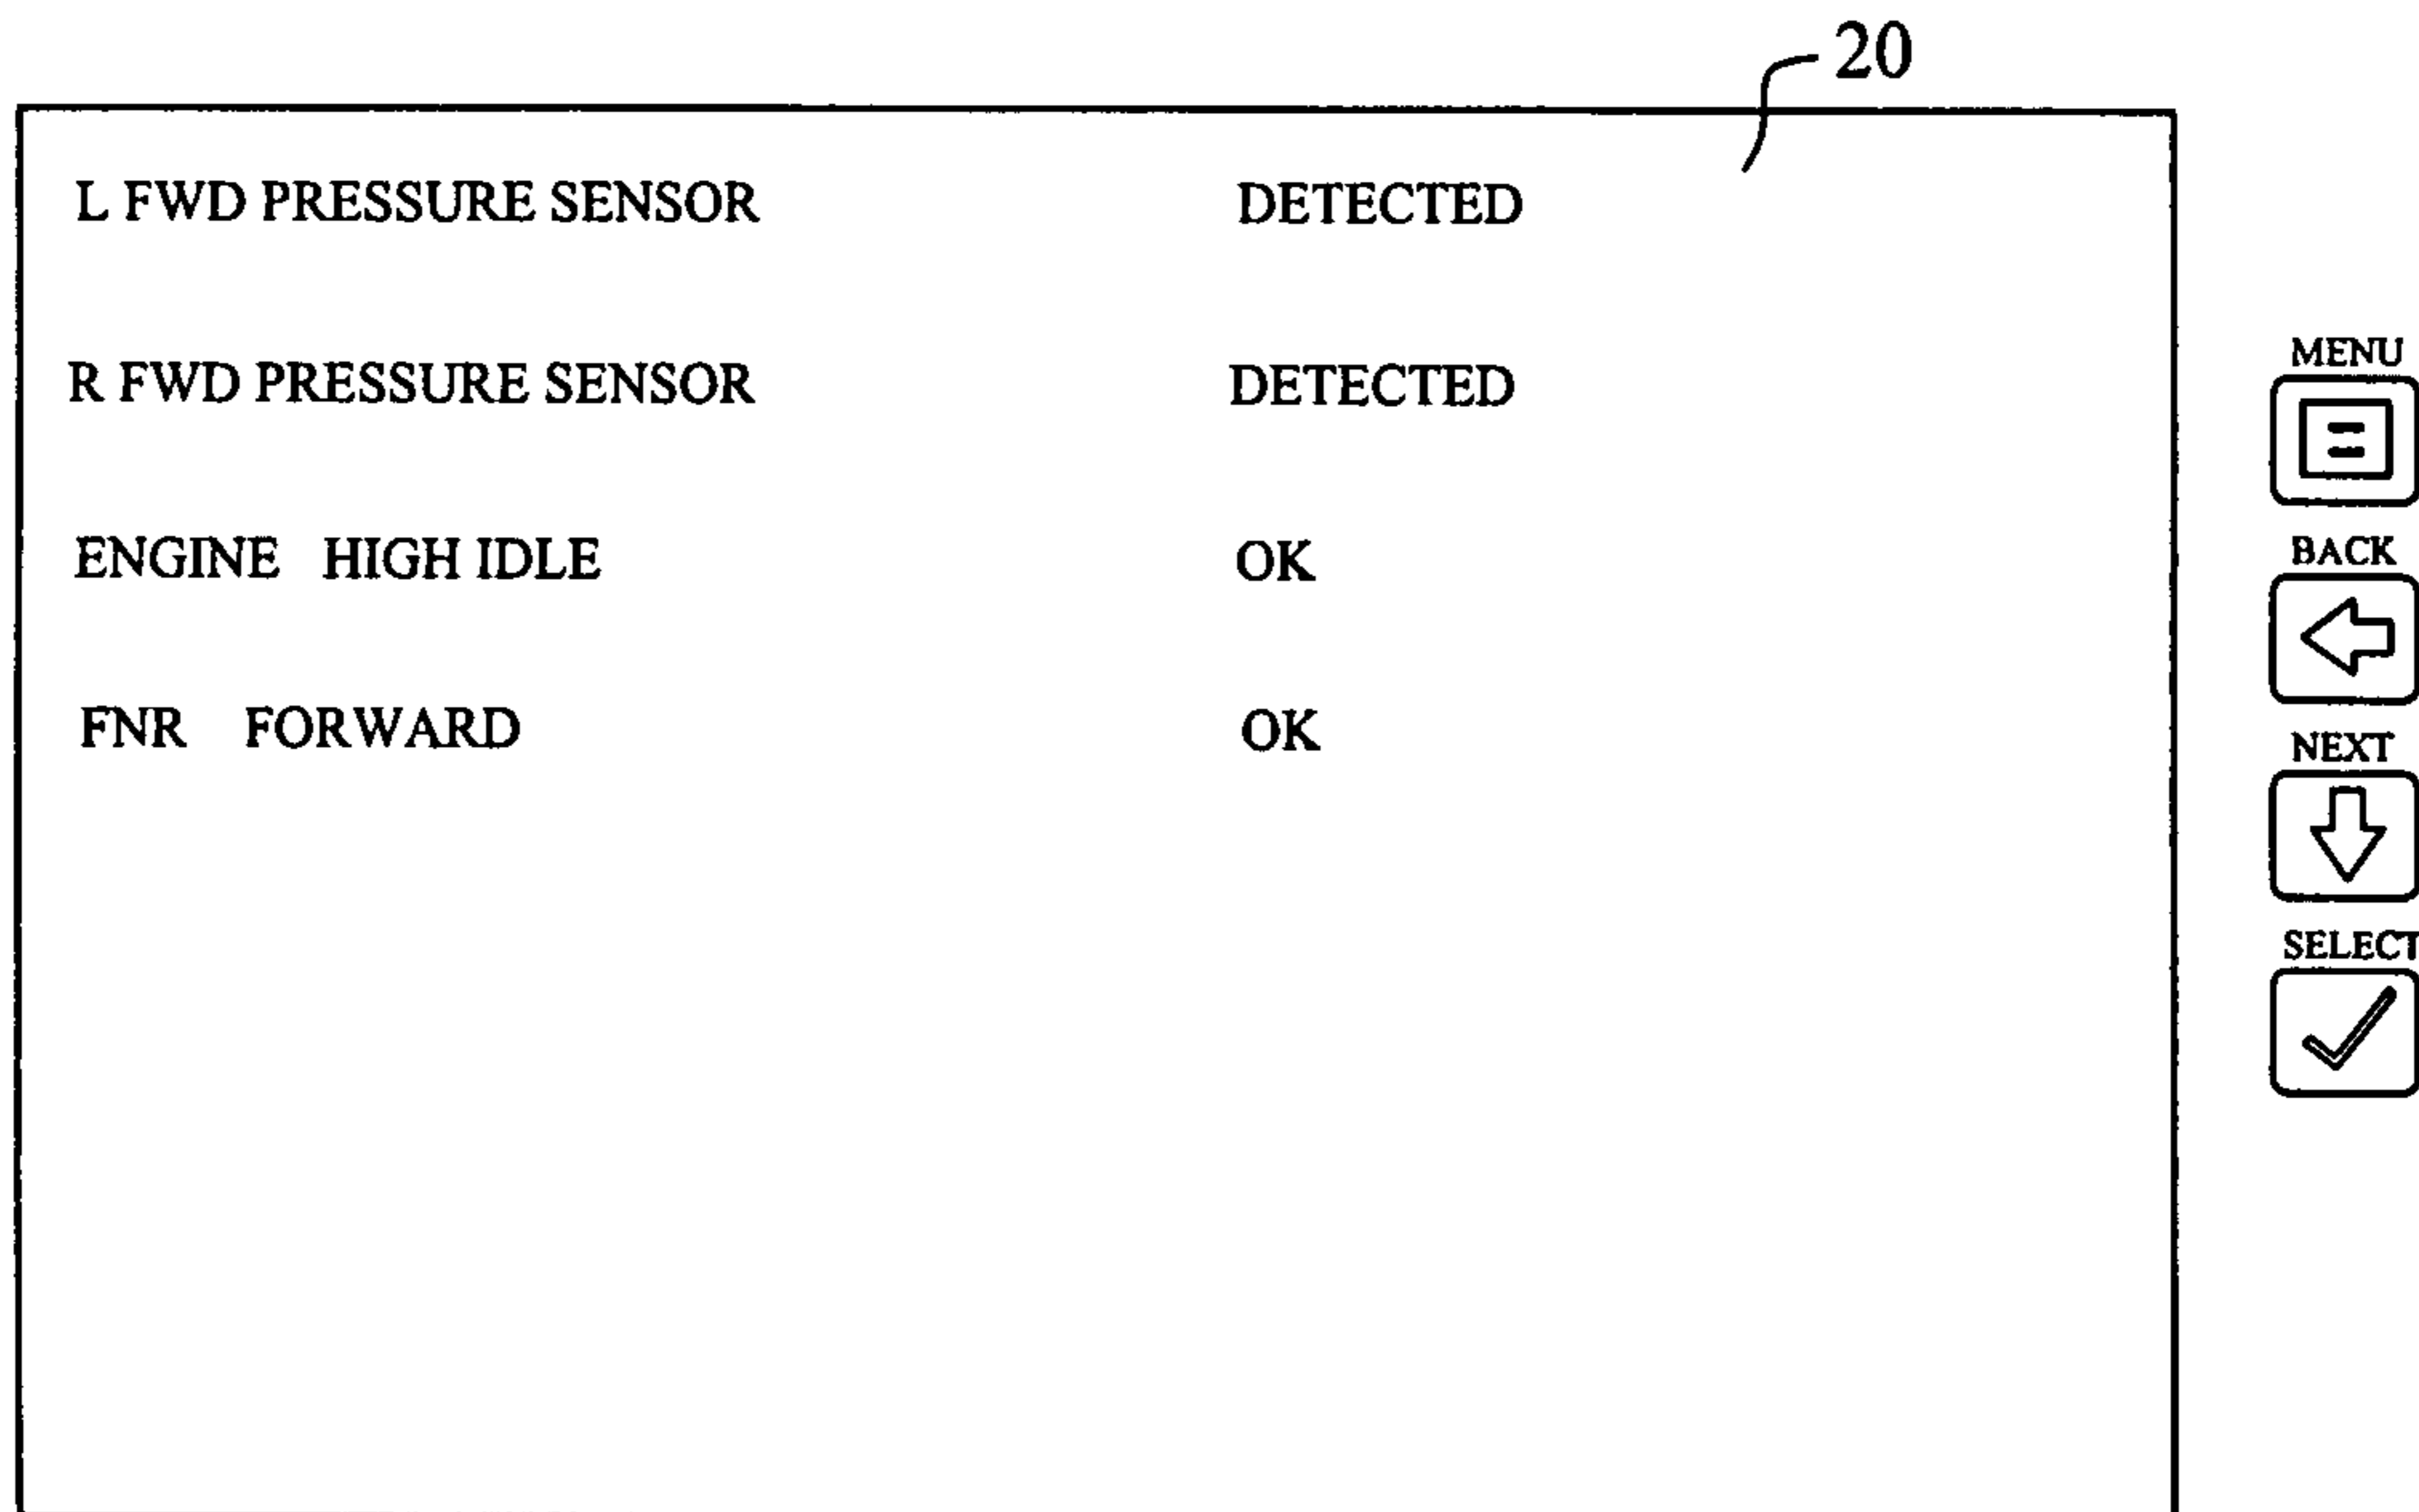 20
L FWD PRESSURE SENSOR DETECTED
R FWD PRESSURE SENSOR DETECTED
ENGINE HIGH IDLE OK
FNR FORWARD OK
MENU
BACK
NEXT
SELECT